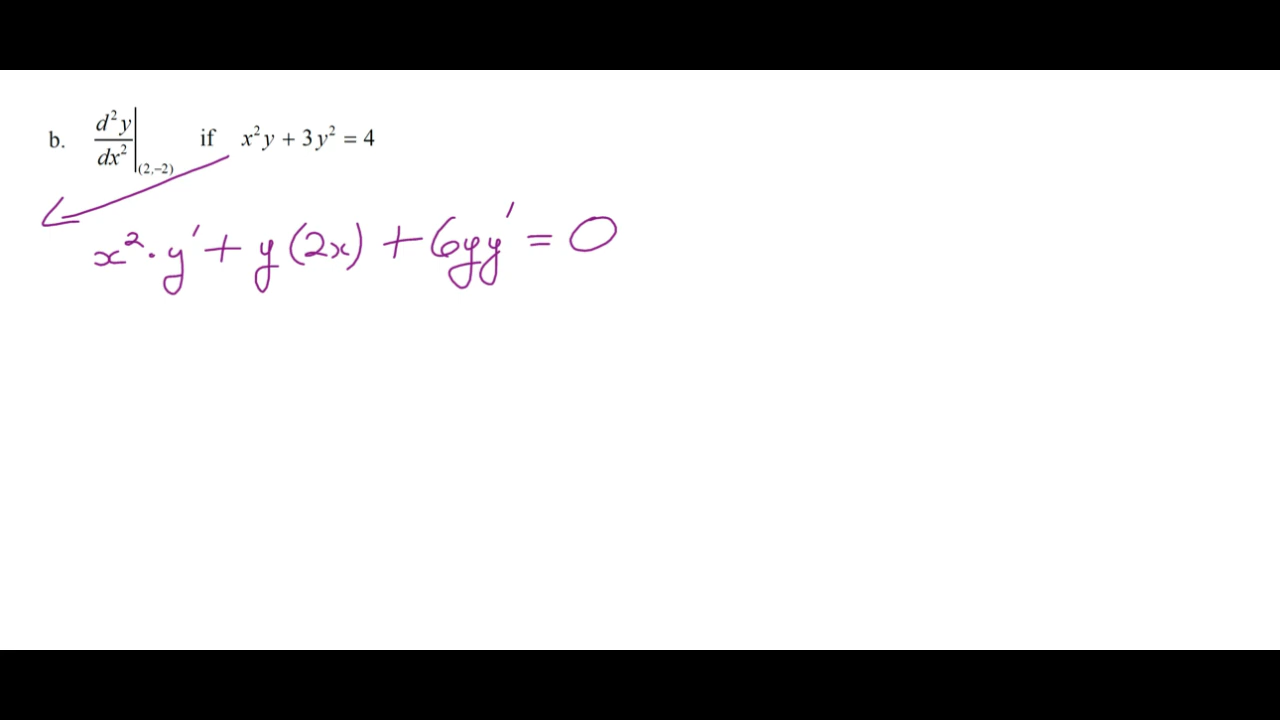 b. d²y/dx² |(2,−2) if x²y + 3y² = 4
x² · y' + y(2x) + 6yy' = 0